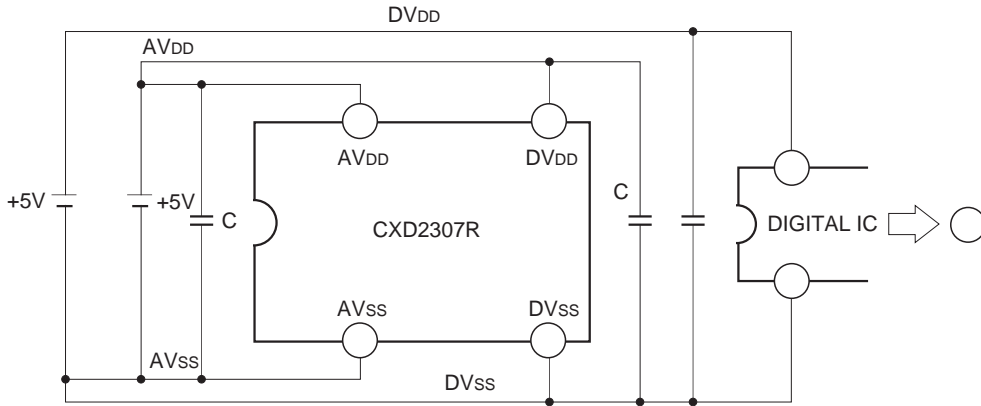 DVDD
AVDD
AVDD
DVDD
+5V
+5V
C
C
CXD2307R
DIGITAL IC
AVSS
DVSS
AVSS
DVSS